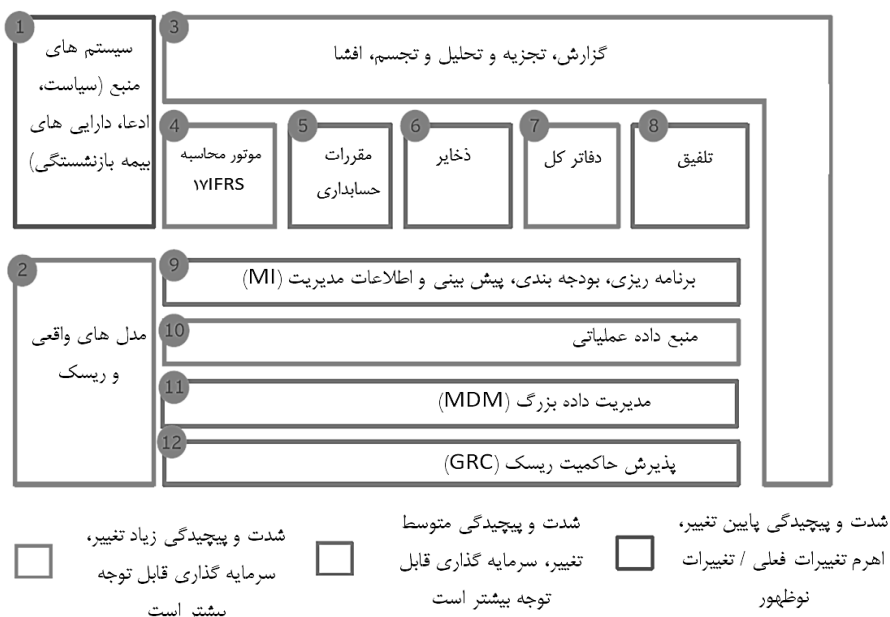 1
سیستم های
منبع (سیاست،
ادعا، دارایی های
بیمه بازنشستگی)
3
گزارش، تجزیه و تحلیل و تجسم، افشا
4
موتور محاسبه
۱۷IFRS
5
مقررات
حسابداری
6
ذخایر
7
دفاتر کل
8
تلفیق
2
مدل های واقعی
و ریسک
9
برنامه ریزی، بودجه بندی، پیش بینی و اطلاعات مدیریت (MI)
10
منبع داده عملیاتی
11
مدیریت داده بزرگ (MDM)
12
پذیرش حاکمیت ریسک (GRC)
شدت و پیچیدگی پایین تغییر،
اهرم تغییرات فعلی / تغییرات
نوظهور
شدت و پیچیدگی متوسط
تغییر، سرمایه گذاری قابل
توجه بیشتر است
شدت و پیچیدگی زیاد تغییر،
سرمایه گذاری قابل توجه
بیشتر است